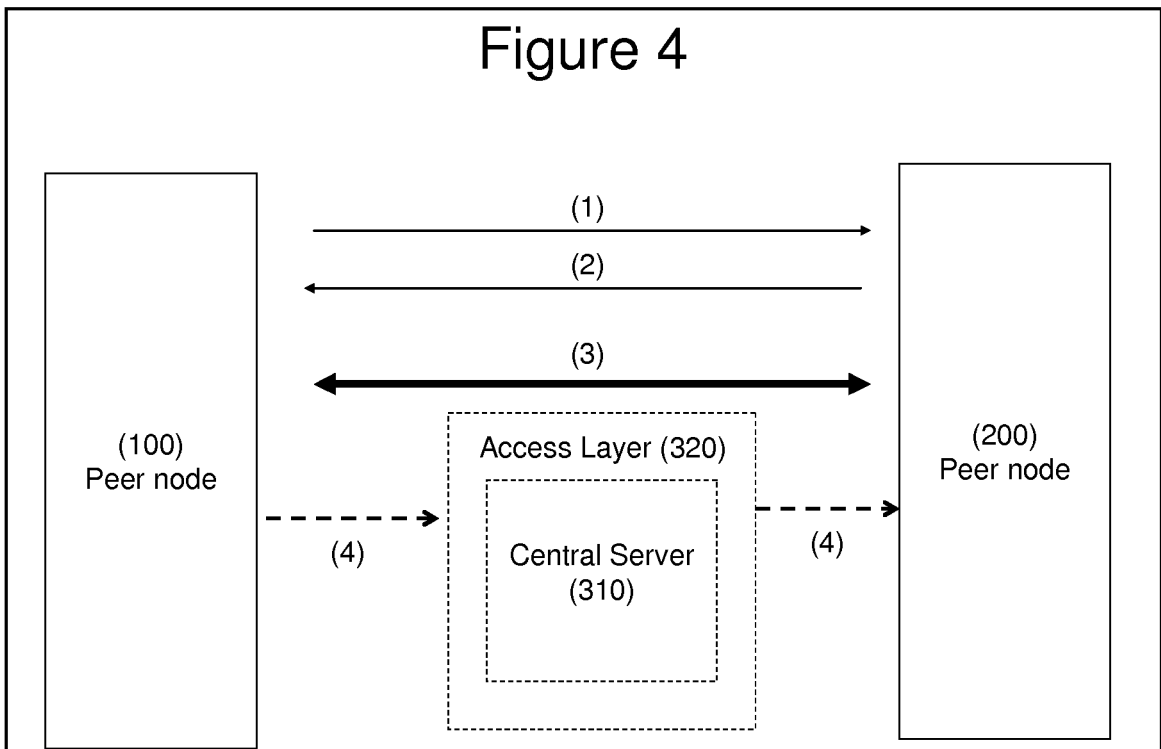 Figure 4
(1)
(2)
(3)
(100)
Peer node
Access Layer (320)
Central Server
(310)
(4)
(4)
(200)
Peer node